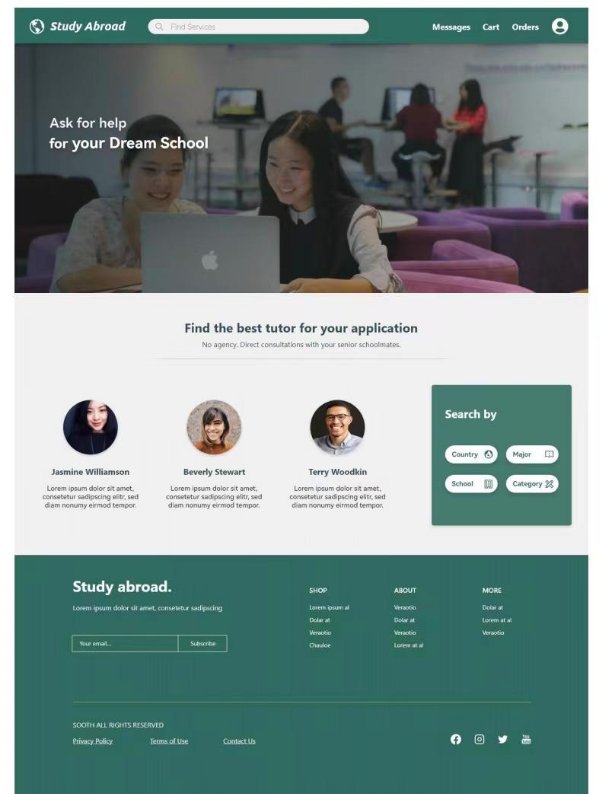 Study Abroad
Find Services
Messages Cart Orders
Ask for help
for your Dream School
Find the best tutor for your application
No agency. Direct consultations with your senior schoolmates.
Jasmine Williamson
Lorem ipsum dolor sit amet,
consetetur sadipscing elitr, sed
diam nonumy eirmod tempor.
Beverly Stewart
Lorem ipsum dolor sit amet,
consetetur sadipscing elitr, sed
diam nonumy eirmod tempor.
Terry Woodkin
Lorem ipsum dolor sit amet,
consetetur sadipscing elitr, sed
diam nonumy eirmod tempor.
Search by
Country
Major
School
Category
Study abroad.
Lorem ipsum dolor sit amet, consetetur sadipscing
Your email...
Subscribe
SHOP
Lorem ipsum al
Dolar at
Veraotio
Chauloe
ABOUT
Veraotio
Dolar at
Veraotio
Lorem at al
MORE
Dolar at
Lorem at al
Veraotio
SOOTH ALL RIGHTS RESERVED
Privacy Policy
Terms of Use
Contact Us